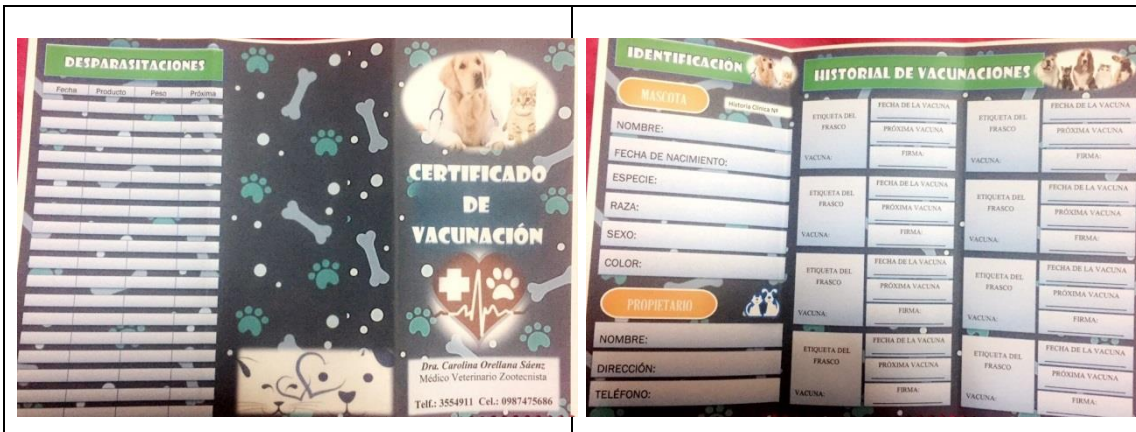 DESPARASITACIONES
Fecha Producto Peso Próxima
CERTIFICADO
DE
VACUNACIÓN
Dra. Carolina Orellana Sáenz
Médico Veterinario Zootecnista
Telf.: 3554911 Cel.: 0987475686
IDENTIFICACIÓN
MASCOTA
Historia Clínica Nº
NOMBRE:
FECHA DE NACIMIENTO:
ESPECIE:
RAZA:
SEXO:
COLOR:
PROPIETARIO
NOMBRE:
DIRECCIÓN:
TELÉFONO:
HISTORIAL DE VACUNACIONES
ETIQUETA DEL
FRASCO
VACUNA:
FECHA DE LA VACUNA
PRÓXIMA VACUNA
FIRMA:
ETIQUETA DEL
FRASCO
VACUNA:
FECHA DE LA VACUNA
PRÓXIMA VACUNA
FIRMA:
ETIQUETA DEL
FRASCO
VACUNA:
FECHA DE LA VACUNA
PRÓXIMA VACUNA
FIRMA:
ETIQUETA DEL
FRASCO
VACUNA:
FECHA DE LA VACUNA
PRÓXIMA VACUNA
FIRMA:
ETIQUETA DEL
FRASCO
VACUNA:
FECHA DE LA VACUNA
PRÓXIMA VACUNA
FIRMA:
ETIQUETA DEL
FRASCO
VACUNA:
FECHA DE LA VACUNA
PRÓXIMA VACUNA
FIRMA:
ETIQUETA DEL
FRASCO
VACUNA:
FECHA DE LA VACUNA
PRÓXIMA VACUNA
FIRMA:
ETIQUETA DEL
FRASCO
VACUNA:
FECHA DE LA VACUNA
PRÓXIMA VACUNA
FIRMA: